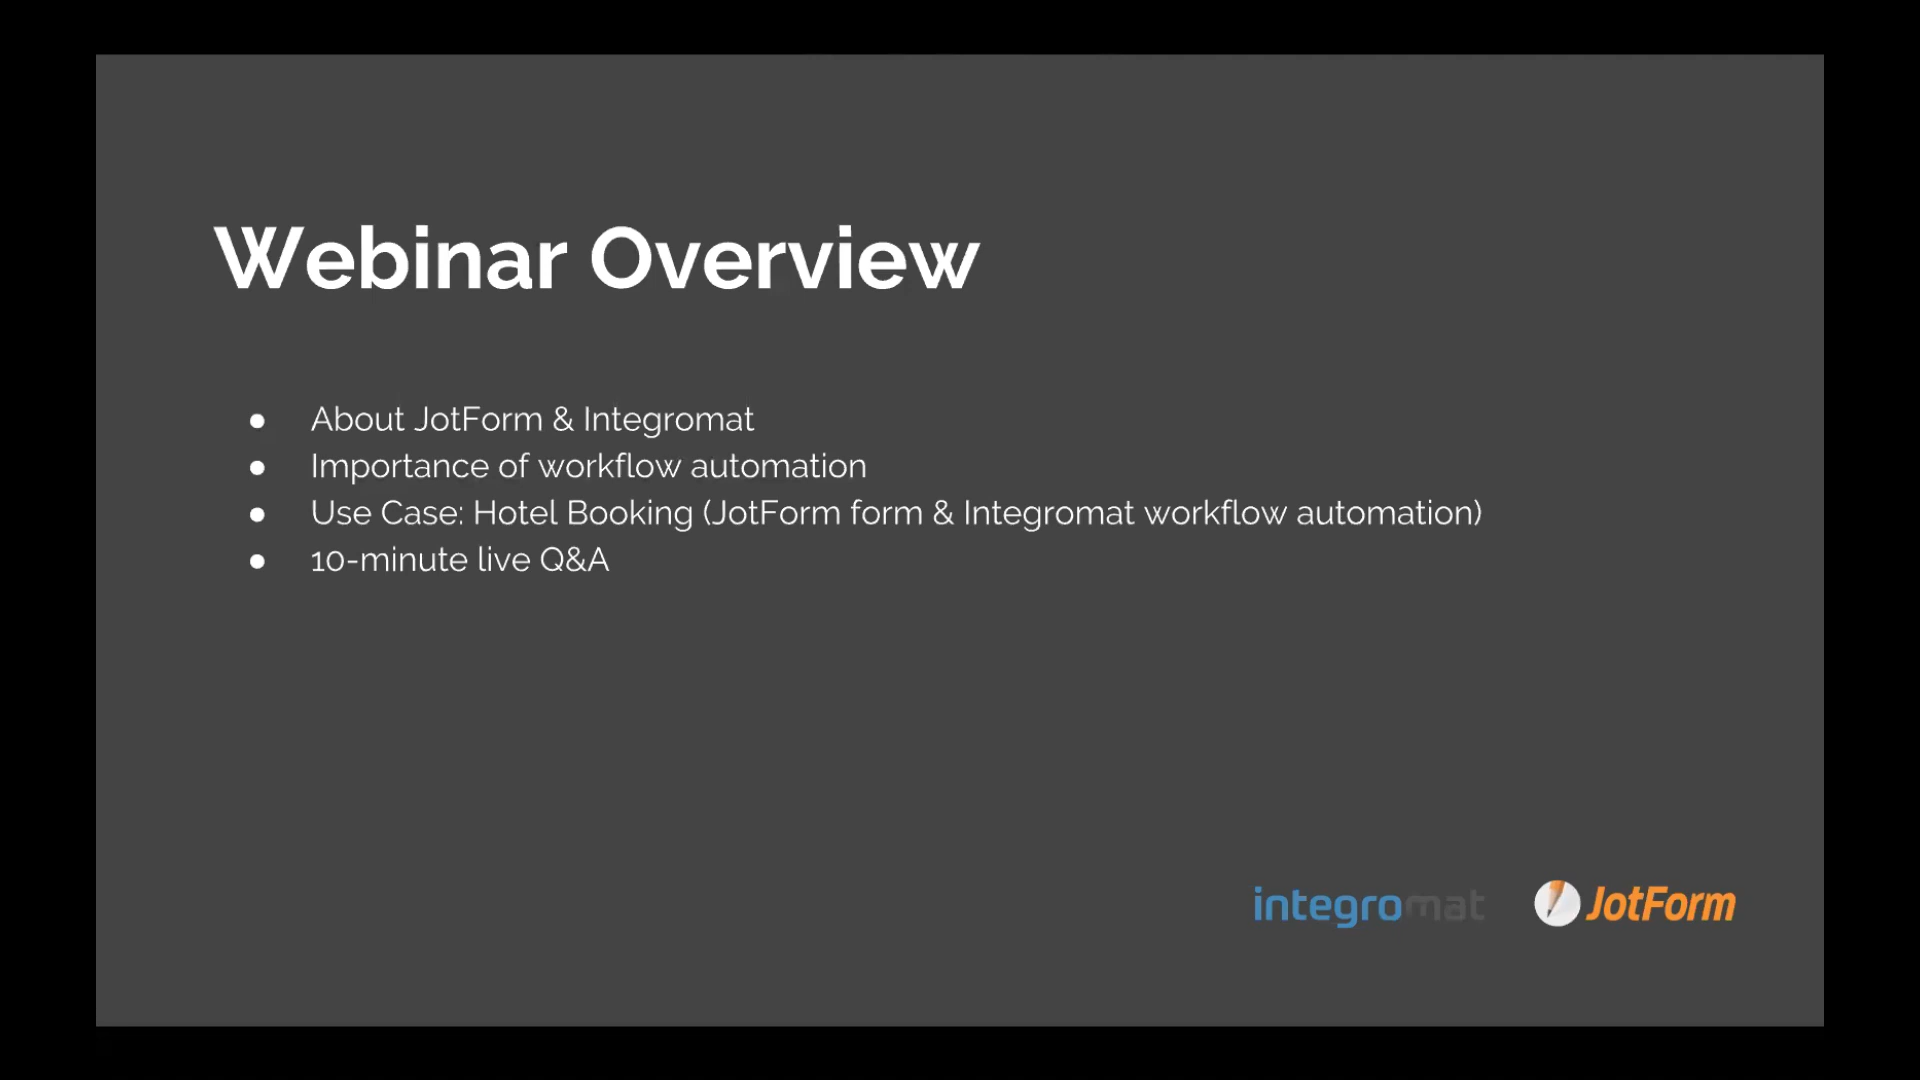 Webinar Overview
● About JotForm & Integromat
● Importance of workflow automation
● Use Case: Hotel Booking (JotForm form & Integromat workflow automation)
● 10-minute live Q&A
integromat JotForm